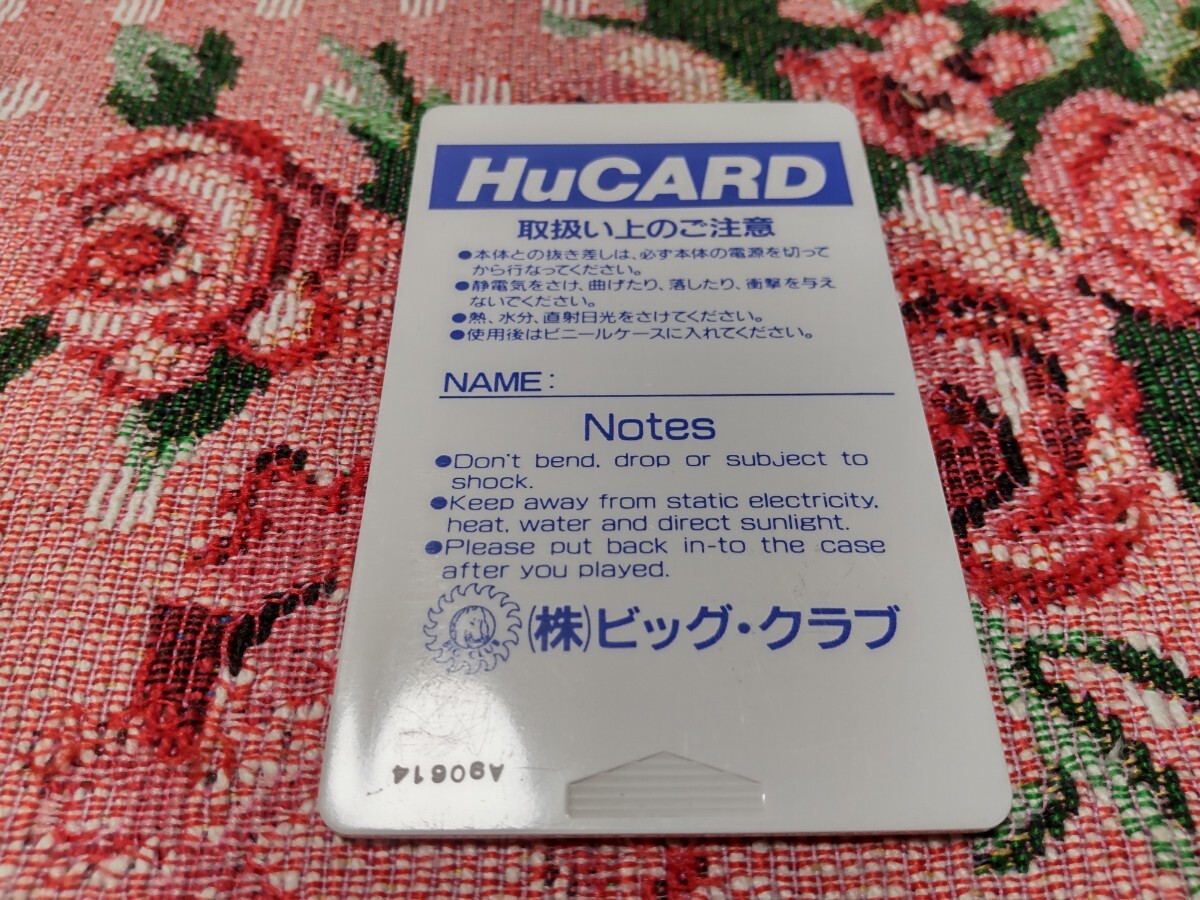 HuCARD
取扱い上のご注意
●本体との抜き差しは、必ず本体の電源を切って
から行なってください。
●静電気をさけ、曲げたり、落したり、衝撃を与え
ないでください。
●熱、水分、直射日光をさけてください。
●使用後はビニールケースに入れてください。
NAME:
Notes
●Don't bend, drop or subject to
shock.
●Keep away from static electricity,
heat, water and direct sunlight.
●Please put back in-to the case
after you played.
(株)ビッグ・クラブ
Ag0614